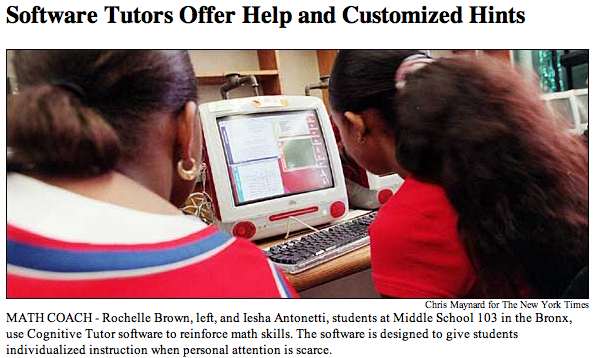 Software Tutors Offer Help and Customized Hints
Chris Maynard for The New York Times
MATH COACH - Rochelle Brown, left, and Iesha Antonetti, students at Middle School 103 in the Bronx,
use Cognitive Tutor software to reinforce math skills. The software is designed to give students
individualized instruction when personal attention is scarce.